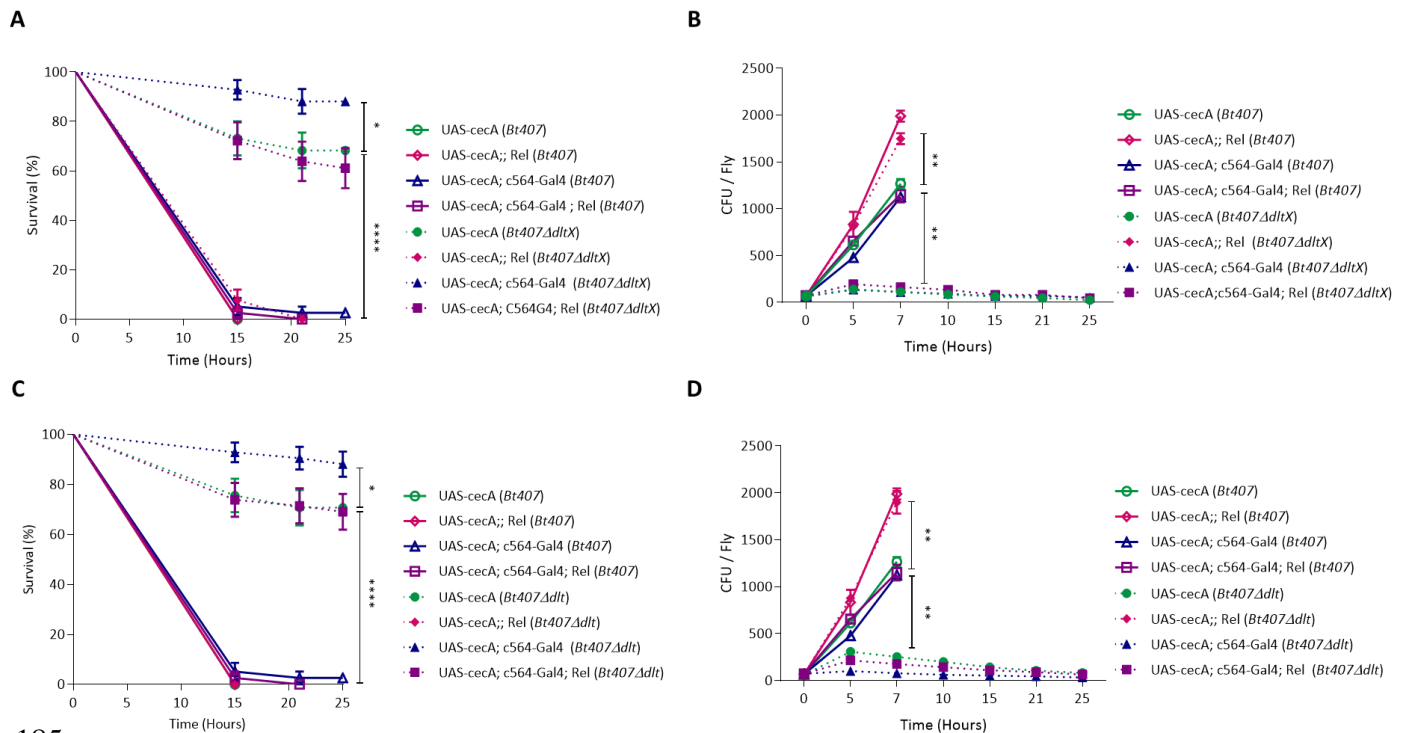 A
Survival (%)
100
80
60
40
20
0
0 5 10 15 20 25
Time (Hours)
*
****
UAS-cecA (Bt407)
UAS-cecA;; Rel (Bt407)
UAS-cecA; c564-Gal4 (Bt407)
UAS-cecA; c564-Gal4 ; Rel (Bt407)
UAS-cecA (Bt407ΔdltX)
UAS-cecA;; Rel (Bt407ΔdltX)
UAS-cecA; c564-Gal4 (Bt407ΔdltX)
UAS-cecA; C564G4; Rel (Bt407ΔdltX)
B
CFU / Fly
2500
2000
1500
1000
500
0
0 5 7 10 15 21 25
Time (Hours)
**
**
UAS-cecA (Bt407)
UAS-cecA;; Rel (Bt407)
UAS-cecA; c564-Gal4 (Bt407)
UAS-cecA; c564-Gal4; Rel (Bt407)
UAS-cecA (Bt407ΔdltX)
UAS-cecA;; Rel (Bt407ΔdltX)
UAS-cecA; c564-Gal4 (Bt407ΔdltX)
UAS-cecA;c564-Gal4; Rel (Bt407ΔdltX)
C
Survival (%)
100
80
60
40
20
0
0 5 10 15 20 25
Time (Hours)
*
****
UAS-cecA (Bt407)
UAS-cecA;; Rel (Bt407)
UAS-cecA; c564-Gal4 (Bt407)
UAS-cecA; c564-Gal4; Rel (Bt407)
UAS-cecA (Bt407Δdlt)
UAS-cecA;; Rel (Bt407Δdlt)
UAS-cecA; c564-Gal4 (Bt407Δdlt)
UAS-cecA; c564-Gal4; Rel (Bt407Δdlt)
D
CFU / Fly
2500
2000
1500
1000
500
0
0 5 7 10 15 21 25
Time (Hours)
**
**
UAS-cecA (Bt407)
UAS-cecA;; Rel (Bt407)
UAS-cecA; c564-Gal4 (Bt407)
UAS-cecA; c564-Gal4; Rel (Bt407)
UAS-cecA (Bt407Δdlt)
UAS-cecA;; Rel (Bt407Δdlt)
UAS-cecA; c564-Gal4 (Bt407Δdlt)
UAS-cecA; c564-Gal4; Rel (Bt407Δdlt)